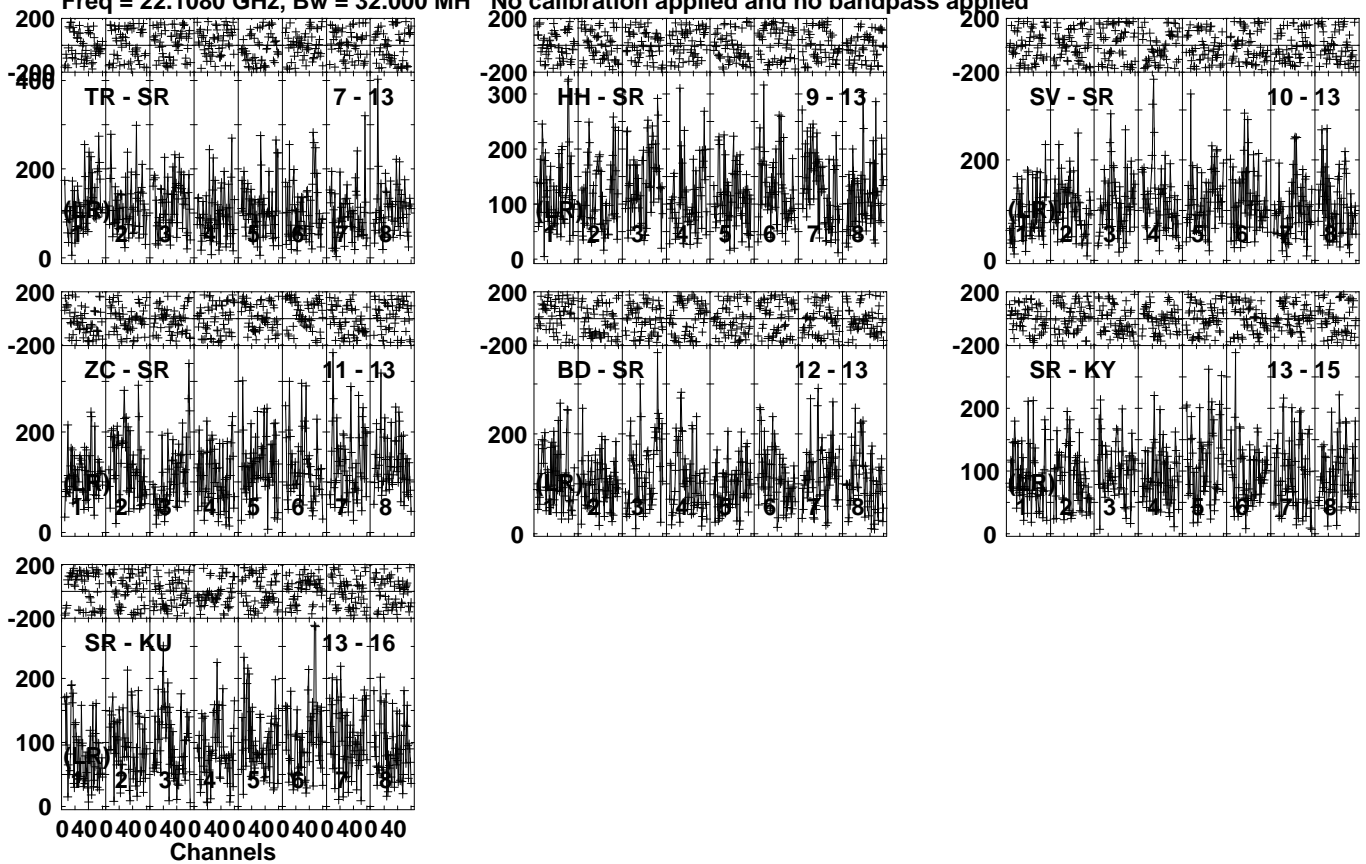 Freq = 22.1080 GHz, Bw = 32.000 MH No calibration applied and no bandpass applied
200
-200
400
200
0
TR - SR
7 - 13
(LR)
1 2 3 4 5 6 7 8
200
-200
300
200
100
0
HH - SR
9 - 13
(LR)
1 2 3 4 5 6 7 8
200
-200
200
0
SV - SR
10 - 13
(LR)
1 2 3 4 5 6 7 8
200
-200
200
0
ZC - SR
11 - 13
(LR)
1 2 3 4 5 6 7 8
200
-200
200
0
BD - SR
12 - 13
(LR)
1 2 3 4 5 6 7 8
200
-200
200
100
0
SR - KY
13 - 15
(LR)
1 2 3 4 5 6 7 8
200
-200
200
100
0
SR - KU
13 - 16
(LR)
1 2 3 4 5 6 7 8
0 40 0 40 0 40 0 40 0 40 0 40 0 40 0 40
Channels